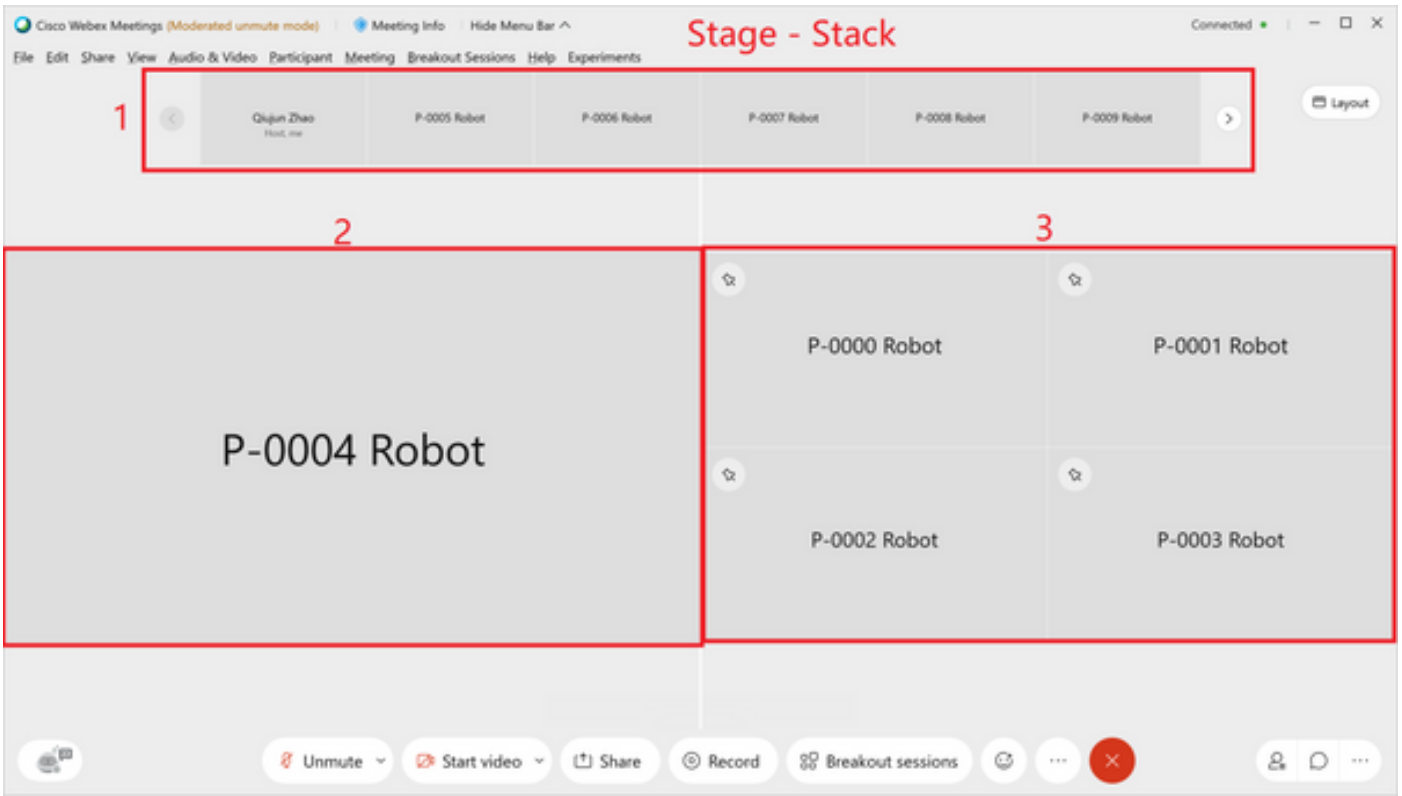 Cisco Webex Meetings (Moderated unmute mode) Meeting Info Hide Menu Bar Connected
Stage - Stack
File Edit Share View Audio & Video Participant Meeting Breakout Sessions Help Experiments
1
Qiujun Zhao P-0005 Robot P-0006 Robot P-0007 Robot P-0008 Robot P-0009 Robot
Host, me
Layout
2
3
P-0004 Robot
P-0000 Robot P-0001 Robot
P-0002 Robot P-0003 Robot
Unmute Start video Share Record Breakout sessions